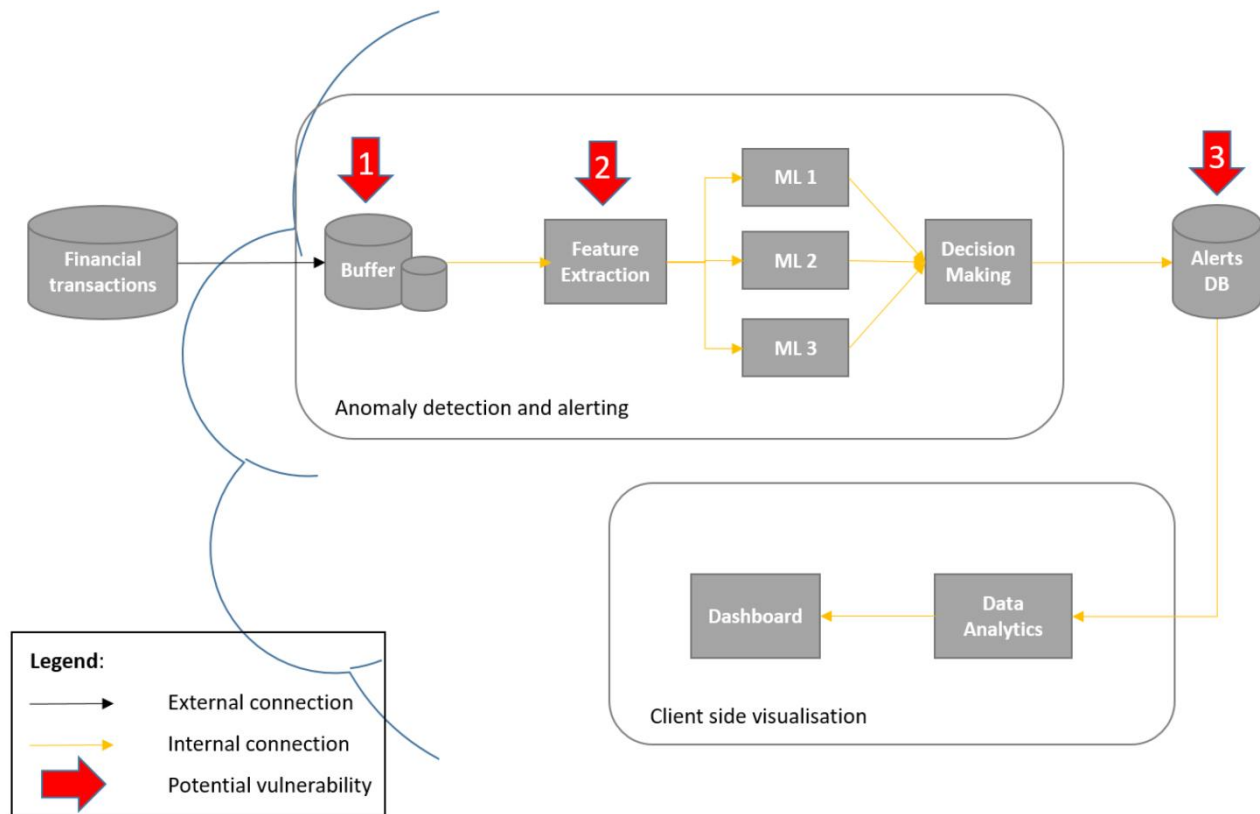 1
2
3
Financial
transactions
Buffer
Feature
Extraction
ML 1
ML 2
ML 3
Decision
Making
Alerts
DB
Anomaly detection and alerting
Dashboard
Data
Analytics
Client side visualisation
Legend:
External connection
Internal connection
Potential vulnerability